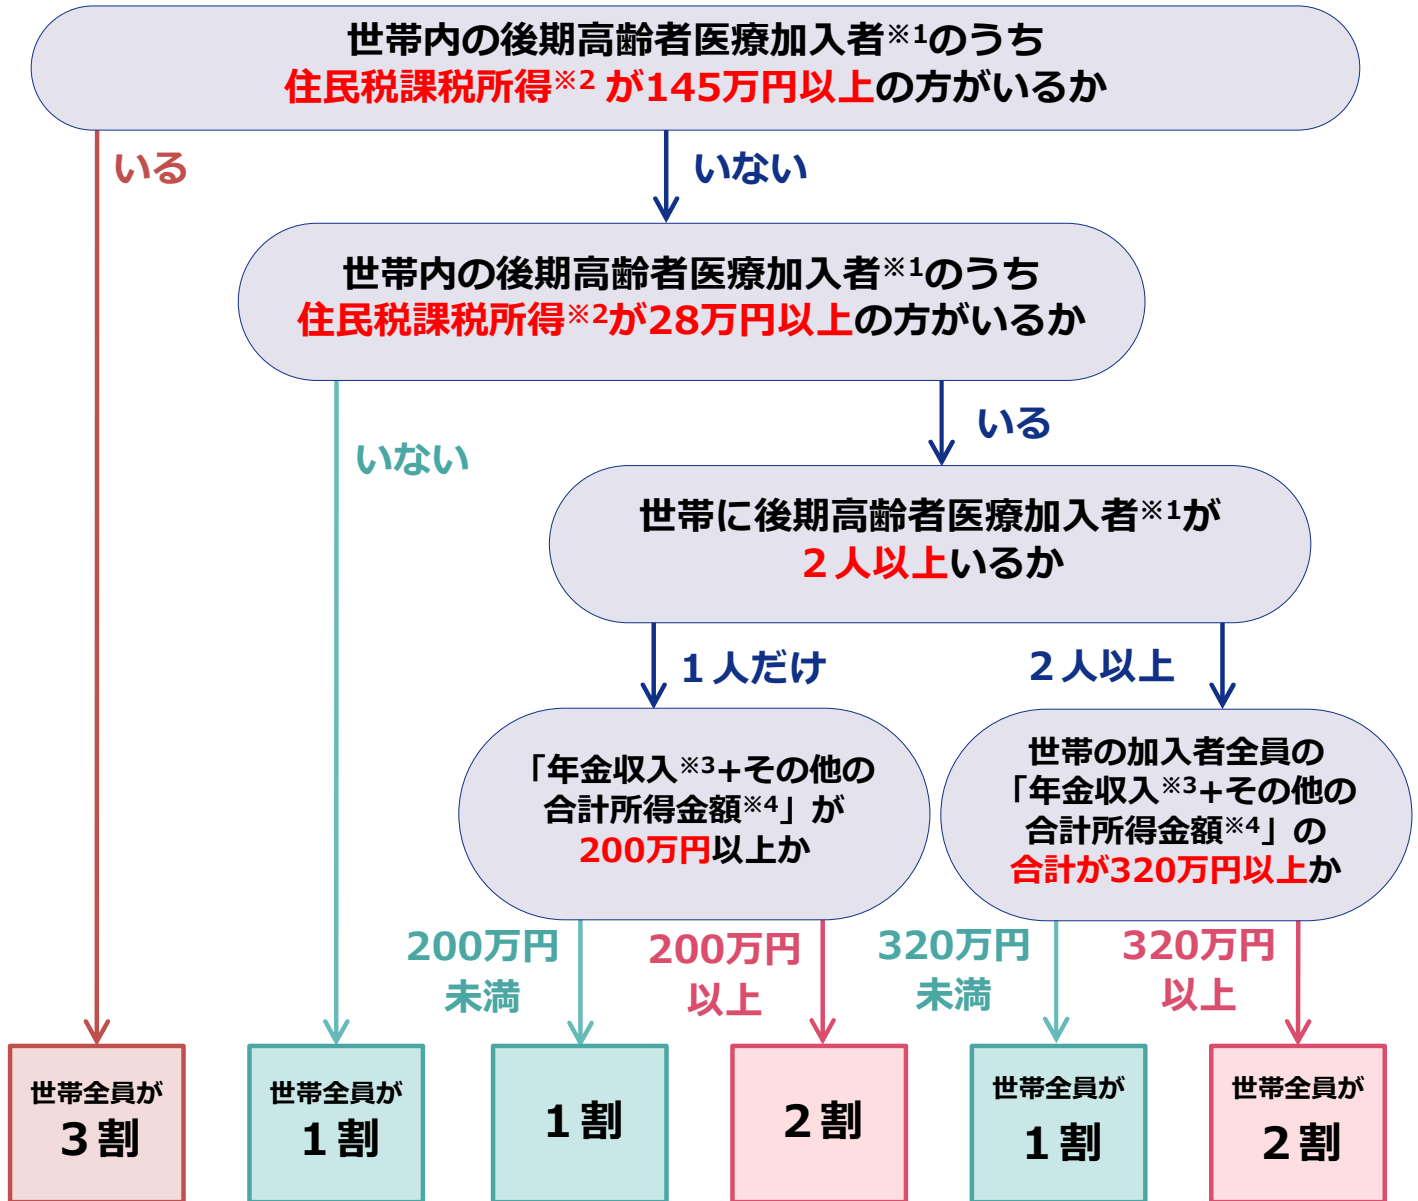 世帯内の後期高齢者医療加入者※1のうち
住民税課税所得※2 が145万円以上の方がいるか
いる
いない
世帯内の後期高齢者医療加入者※1のうち
住民税課税所得※2が28万円以上の方がいるか
いない
いる
世帯に後期高齢者医療加入者※1が
２人以上いるか
１人だけ
２人以上
「年金収入※3+その他の
合計所得金額※4」が
200万円以上か
世帯の加入者全員の
「年金収入※3+その他の
合計所得金額※4」の
合計が320万円以上か
200万円
未満
200万円
以上
320万円
未満
320万円
以上
世帯全員が
３割
世帯全員が
１割
１割
２割
世帯全員が
１割
世帯全員が
２割